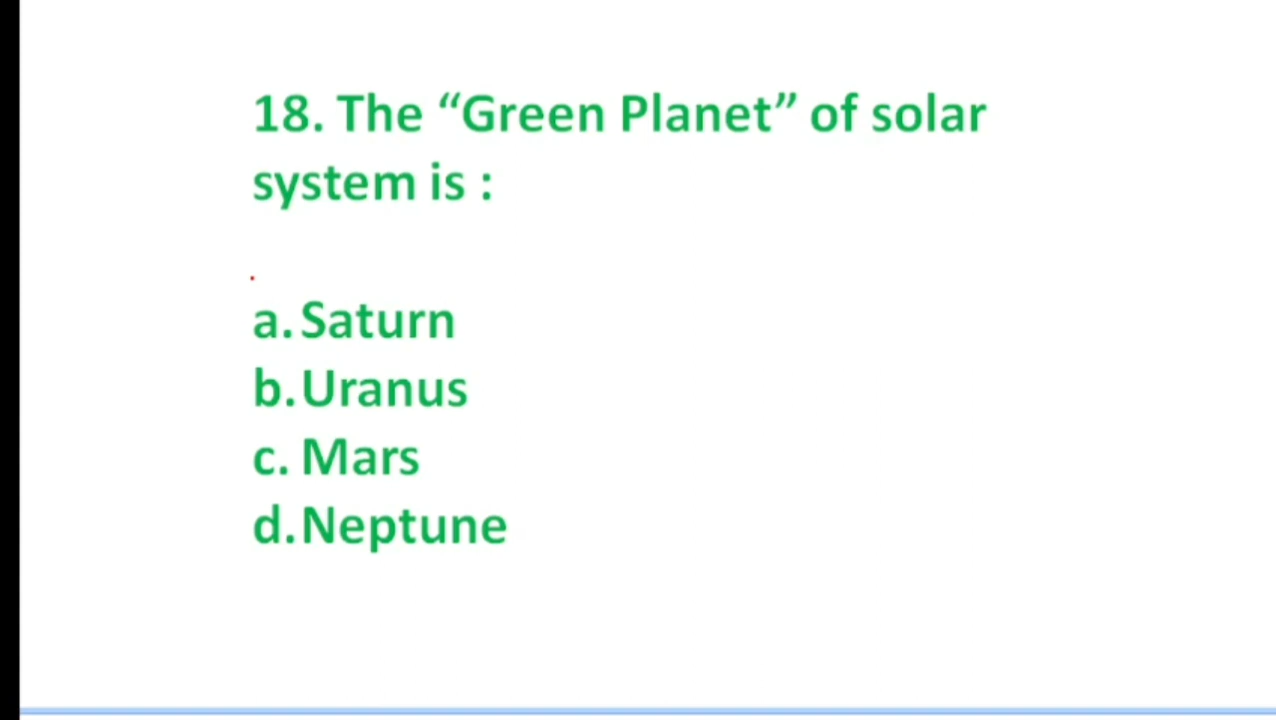 18. The “Green Planet” of solar
system is :
a. Saturn
b. Uranus
c. Mars
d. Neptune